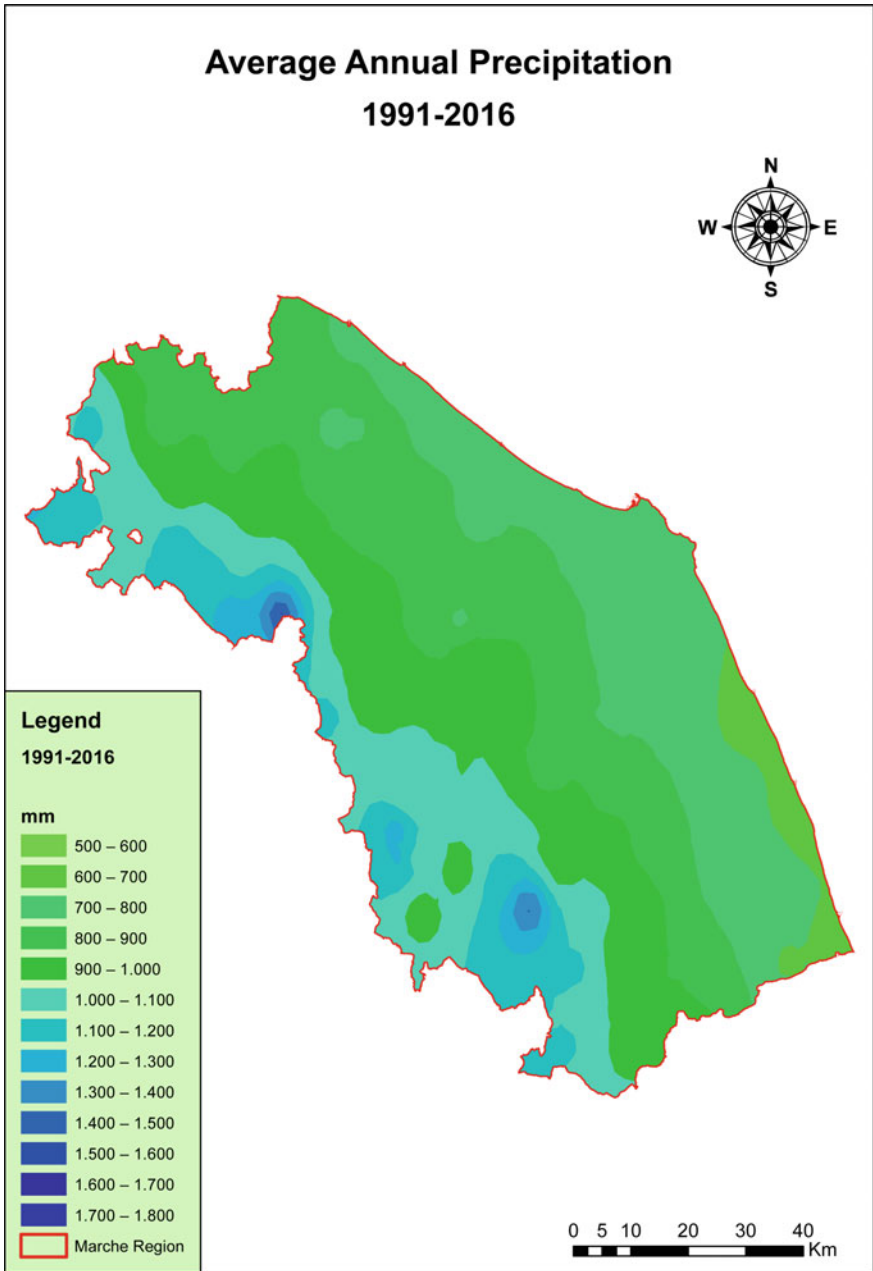 Average Annual Precipitation
1991-2016
N
W E
S
Legend
1991-2016
mm
500 – 600
600 – 700
700 – 800
800 – 900
900 – 1.000
1.000 – 1.100
1.100 – 1.200
1.200 – 1.300
1.300 – 1.400
1.400 – 1.500
1.500 – 1.600
1.600 – 1.700
1.700 – 1.800
Marche Region
0 5 10 20 30 40
Km